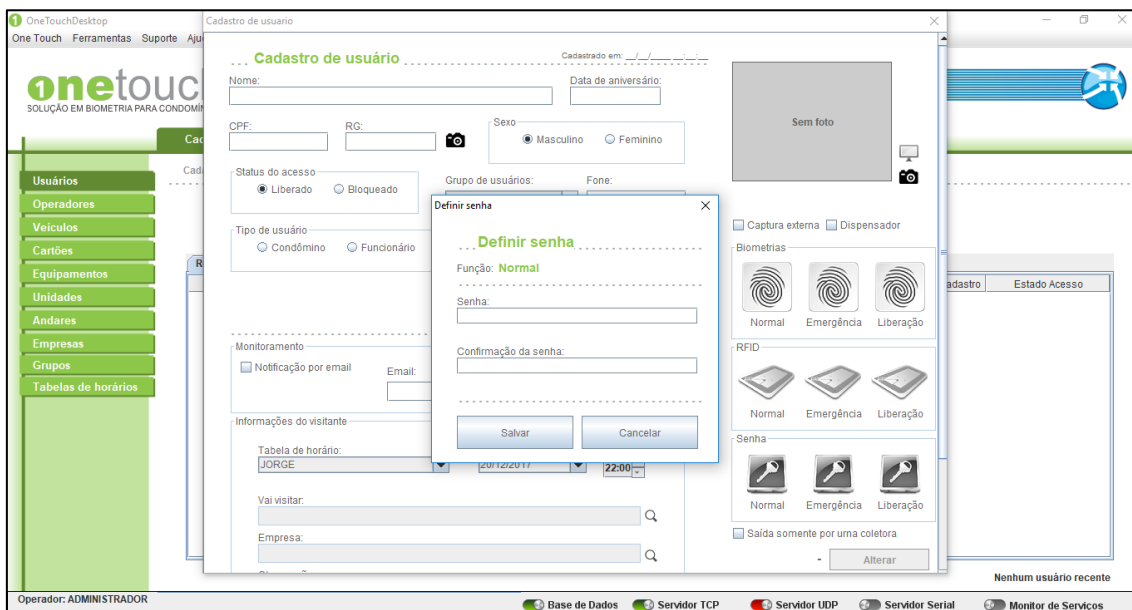 OneTouchDesktop
Cadastro de usuario
One Touch Ferramentas Suporte Aju
onetouc
SOLUÇÃO EM BIOMETRIA PARA CONDOMÍN
Cad
Cada
Usuários
Operadores
Veiculos
Cartões
Equipamentos
Unidades
Andares
Empresas
Grupos
Tabelas de horários
R
Cadastro de usuário
Cadastrado em: __/__/____ __:__:__
Nome:
Data de aniversário:
CPF:
RG:
Sexo
Masculino Feminino
Status do acesso
Liberado Bloqueado
Grupo de usuários:
Fone:
Tipo de usuário
Condômino Funcionário
Monitoramento
Notificação por email
Email:
Informações do visitante
Tabela de horário:
JORGE
20/12/2017
22:00
Vai visitar:
Empresa:
Definir senha
Definir senha
Função: Normal
Senha:
Confirmação da senha:
Salvar
Cancelar
Sem foto
Captura externa Dispensador
Biometrias
Normal Emergência Liberação
RFID
Normal Emergência Liberação
Senha
Normal Emergência Liberação
Saída somente por urna coletora
- Alterar
adastro Estado Acesso
Nenhum usuário recente
Operador: ADMINISTRADOR
Base de Dados Servidor TCP Servidor UDP Servidor Serial Monitor de Serviços